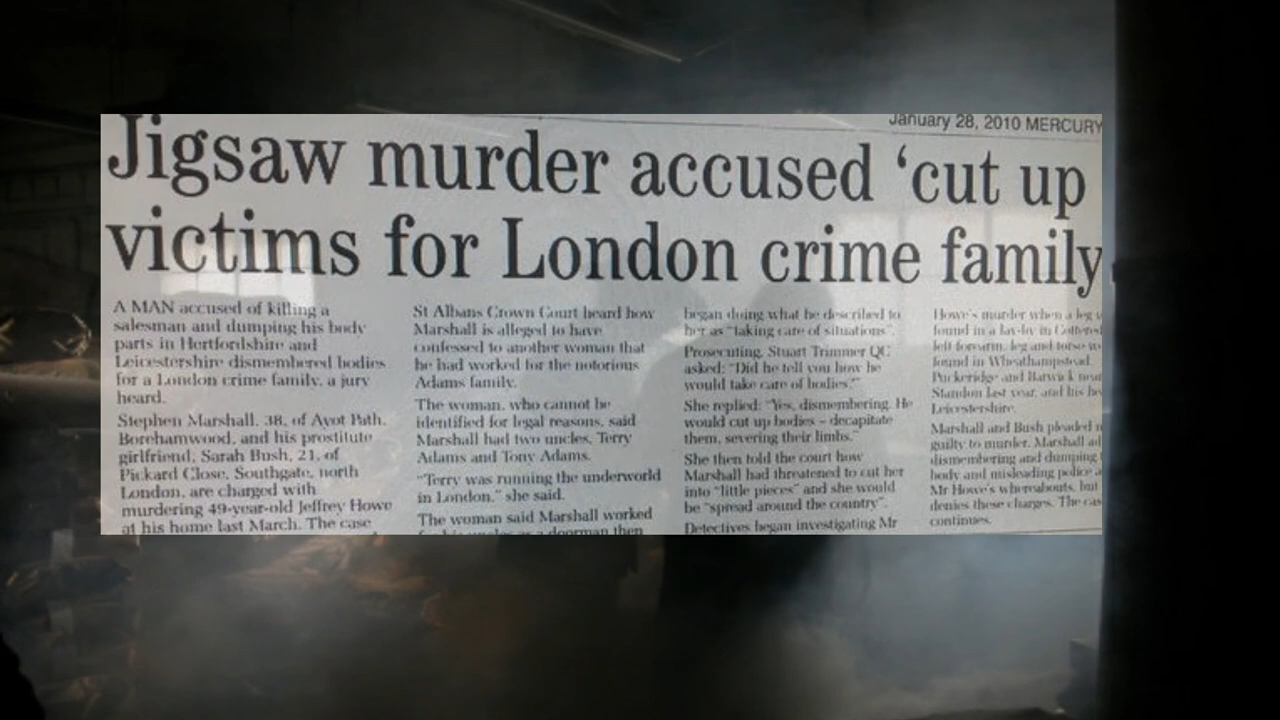 January 28, 2010 MERCURY
Jigsaw murder accused ‘cut up
victims for London crime family
A MAN accused of killing a
salesman and dumping his body
parts in Hertfordshire and
Leicestershire dismembered bodies
for a London crime family, a jury
heard.
Stephen Marshall, 38, of Ayot Path,
Borehamwood, and his prostitute
girlfriend, Sarah Bush, 21, of
Pickard Close, Southgate, north
London, are charged with
murdering 49-year-old Jeffrey Howe
at his home last March. The case
St Albans Crown Court heard how
Marshall is alleged to have
confessed to another woman that
he had worked for the notorious
Adams family.
The woman, who cannot be
identified for legal reasons, said
Marshall had two uncles, Terry
Adams and Tony Adams.
“Terry was running the underworld
in London,” she said.
The woman said Marshall worked
for his uncles as a doorman then
began doing what he described to
her as “taking care of situations”.
Prosecuting, Stuart Trimmer QC
asked: “Did he tell you how he
would take care of bodies?”
She replied: “Yes, dismembering. He
would cut up bodies – decapitate
them, severing their limbs.”
She then told the court how
Marshall had threatened to cut her
into “little pieces” and she would
be “spread around the country”.
Detectives began investigating Mr
Howe's murder when a leg
found in a lay-by in
left forearm, leg and torso
found in Wheathampstead,
Puckeridge and
Standon last year, and his
Leicestershire.
Marshall and Bush pleaded
guilty to murder. Marshall
dismembering and dumping
body and misleading police
Mr Howe's whereabouts, but
denies these charges. The
continues.